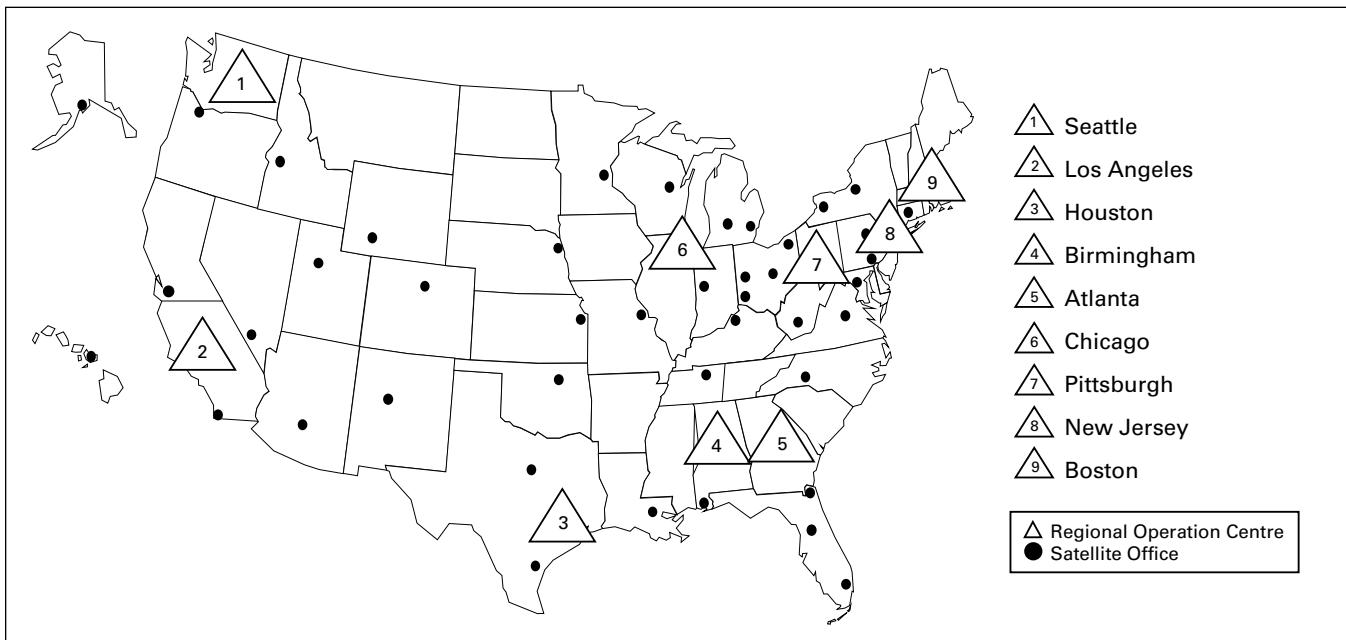 1
2
3
4
5
6
7
8
9
1 Seattle
2 Los Angeles
3 Houston
4 Birmingham
5 Atlanta
6 Chicago
7 Pittsburgh
8 New Jersey
9 Boston
Regional Operation Centre
Satellite Office